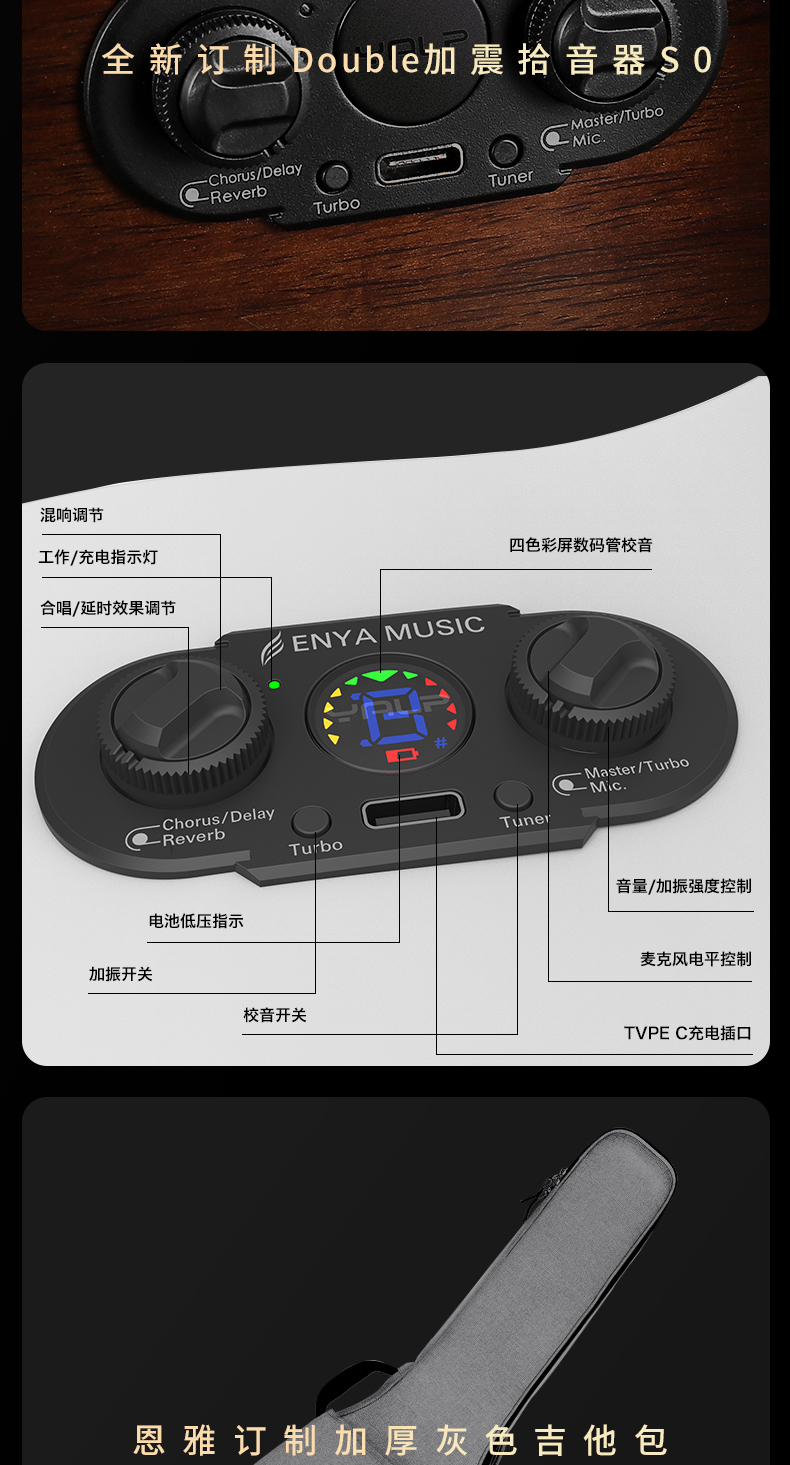 全新订制Double加震拾音器S0
Chorus/Delay
Reverb
Turbo
Tuner
Master/Turbo
Mic.
混响调节
工作/充电指示灯
合唱/延时效果调节
四色彩屏数码管校音
ENYA MUSIC
#
Chorus/Delay
Reverb
Turbo
Tuner
Master/Turbo
Mic.
音量/加振强度控制
电池低压指示
麦克风电平控制
加振开关
校音开关
TVPE C充电插口
恩雅订制加厚灰色吉他包